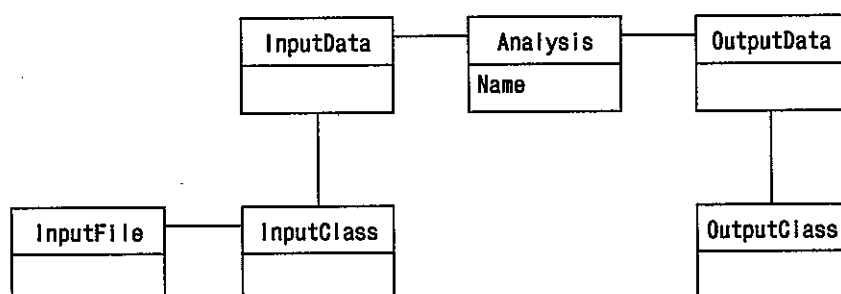 InputData
Analysis
OutputData
Name
InputFile
InputClass
OutputClass